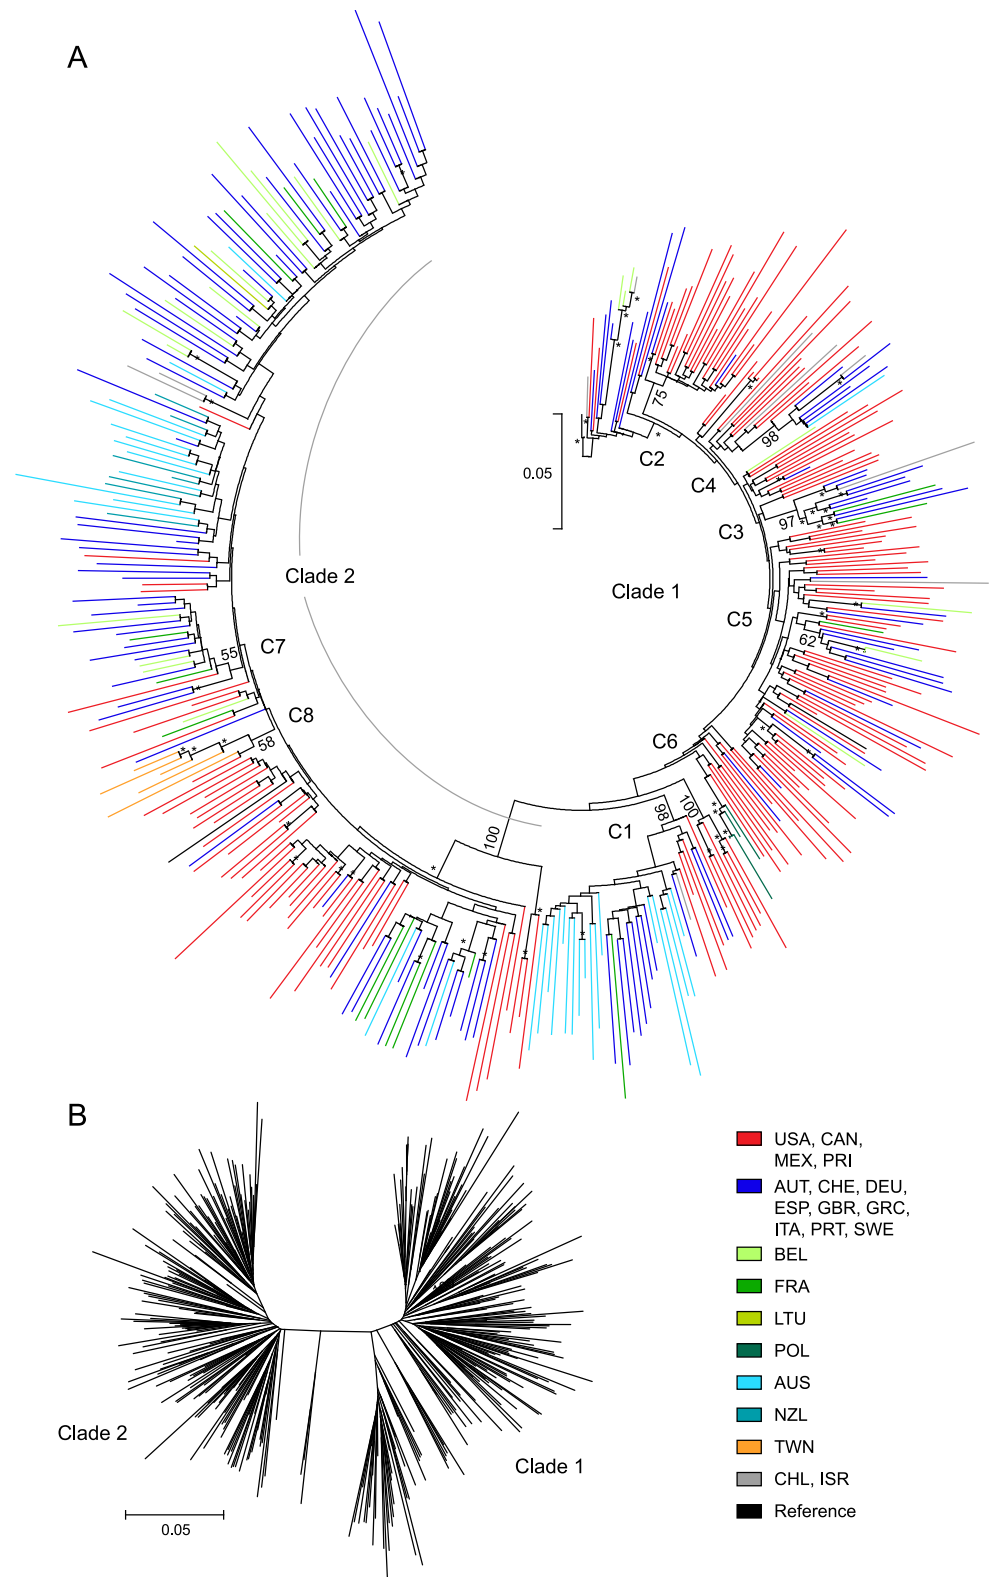 A
75
C2
98
C4
0.05
97
C3
Clade 2
Clade 1
C5
62
55
C7
C8
58
C6
100
98
100
C1
B
Clade 2
Clade 1
0.05
USA, CAN,
MEX, PRI
AUT, CHE, DEU,
ESP, GBR, GRC,
ITA, PRT, SWE
BEL
FRA
LTU
POL
AUS
NZL
TWN
CHL, ISR
Reference